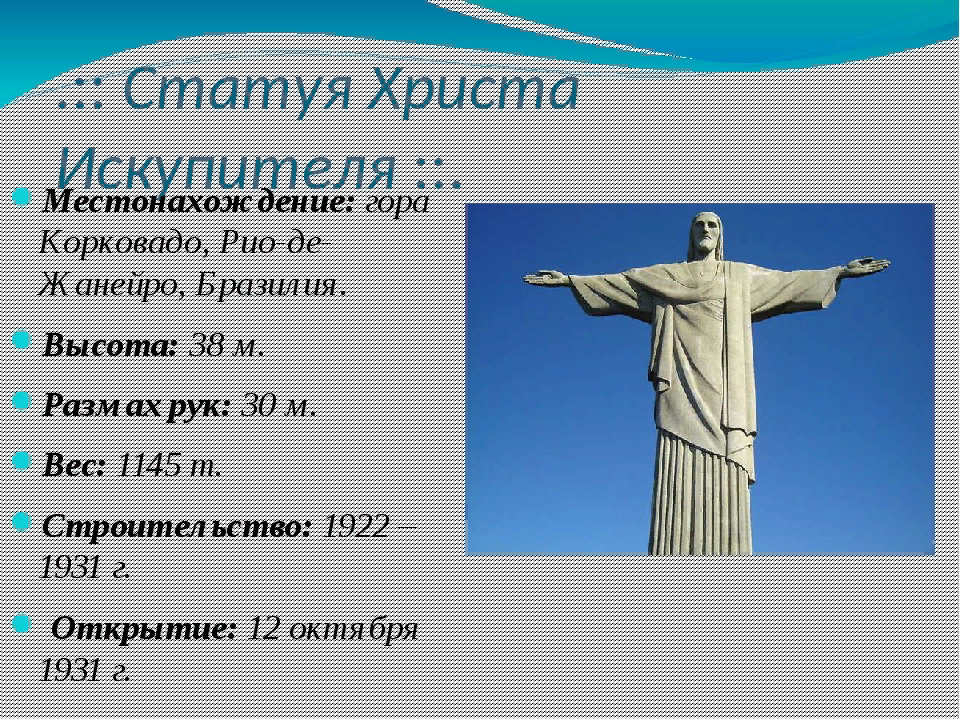 .::  Статуя Христа
Искупителя ::.
Местонахождение: гора
Корковадо, Рио-де-
Жанейро, Бразилия.
Высота: 38 м.
Размах рук: 30 м.
Вес: 1145 т.
Строительство: 1922 –
1931 г.
Открытие: 12 октября
1931 г.